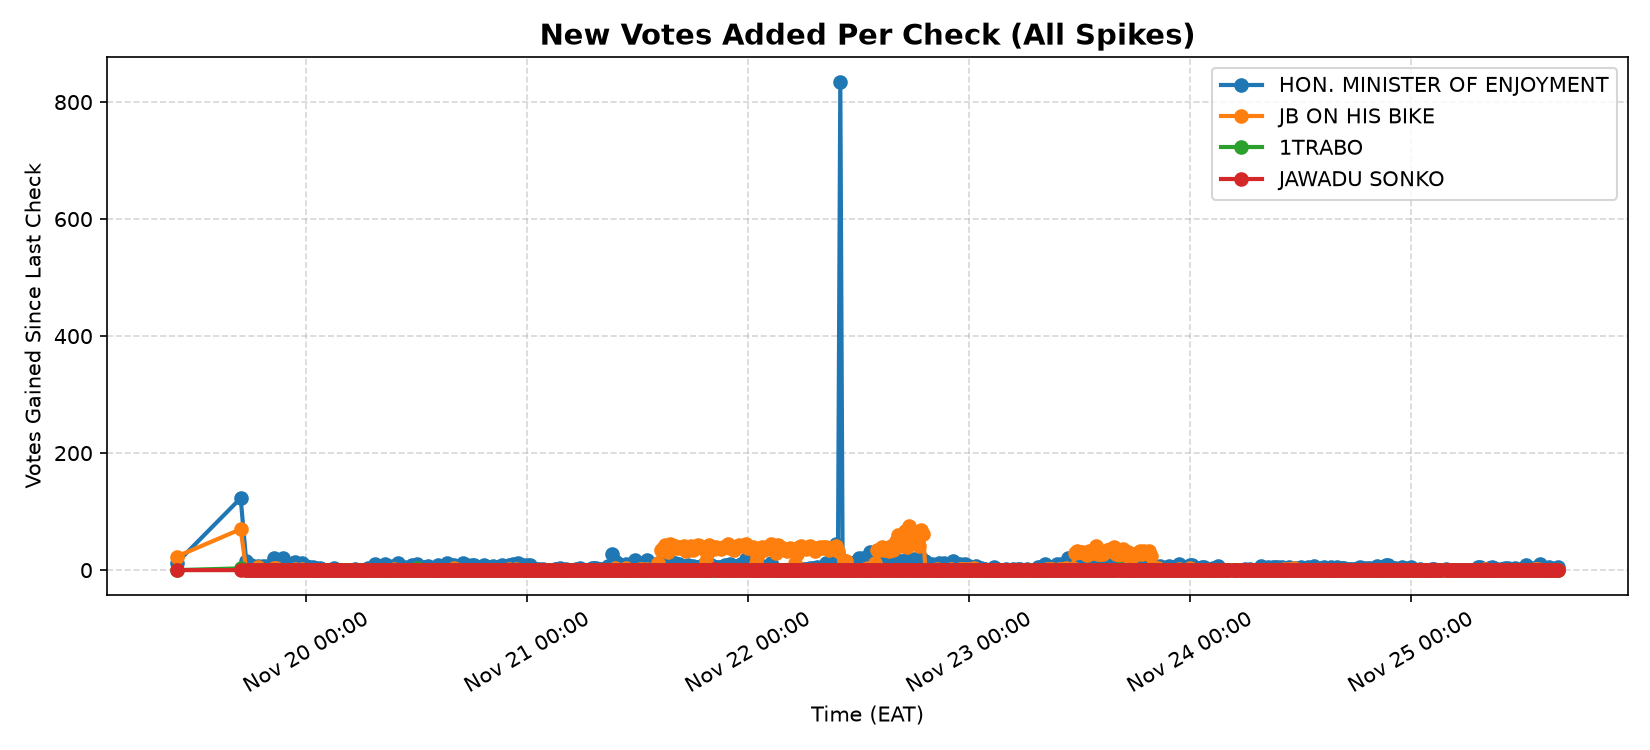 New Votes Added Per Check (All Spikes)
HON. MINISTER OF ENJOYMENT
JB ON HIS BIKE
1TRABO
JAWADU SONKO
Votes Gained Since Last Check
800
600
400
200
0
Nov 20 00:00
Nov 21 00:00
Nov 22 00:00
Nov 23 00:00
Nov 24 00:00
Nov 25 00:00
Time (EAT)